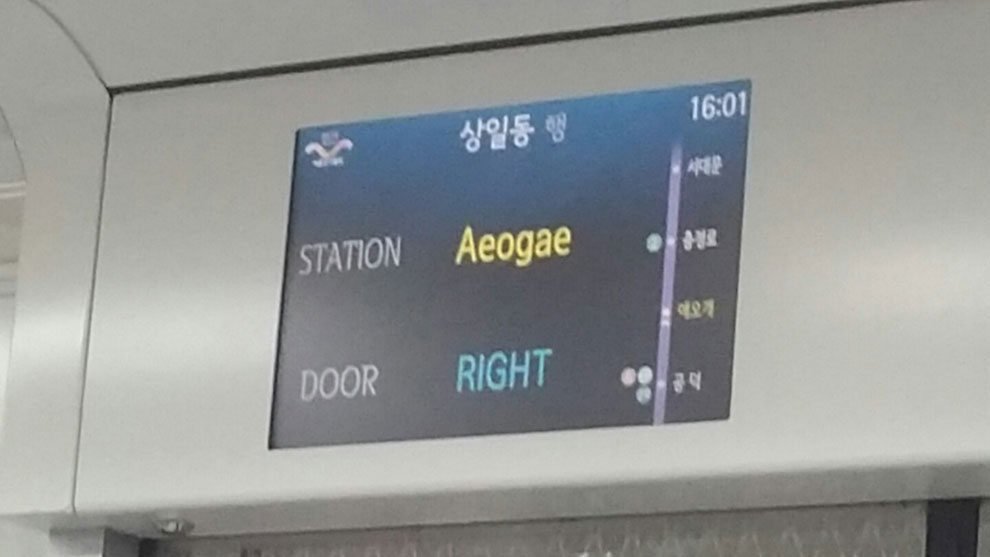 상일동 행
16:01
STATION Aeogae
DOOR RIGHT
서대문
충정로
애오개
공덕